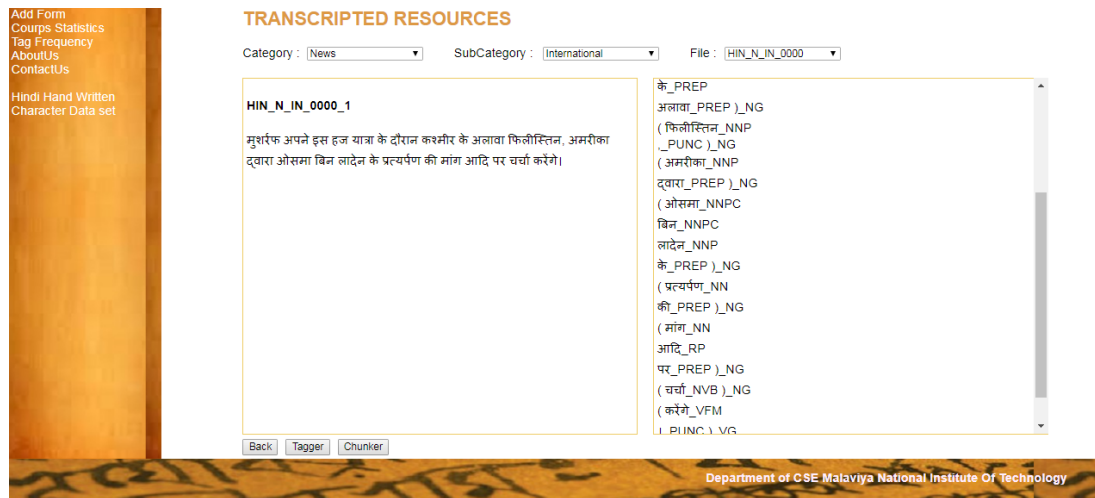 Add Form
Courps Statistics
Tag Frequency
AboutUs
ContactUs
Hindi Hand Written
Character Data set
TRANSCRIPTED RESOURCES
Category : News SubCategory : International File : HIN_N_IN_0000
HIN_N_IN_0000_1
मुशर्रफ अपने इस हज यात्रा के दौरान कश्मीर के अलावा फिलीस्तिन, अमरीका
द्वारा ओसमा बिन लादेन के प्रत्यर्पण की मांग आदि पर चर्चा करेंगे।
के_PREP
अलावा_PREP )_NG
( फिलीस्तिन_NNP
,_PUNC )_NG
( अमरीका_NNP
द्वारा_PREP )_NG
( ओसमा_NNPC
बिन_NNPC
लादेन_NNP
के_PREP )_NG
( प्रत्यर्पण_NN
की_PREP )_NG
( मांग_NN
आदि_RP
पर_PREP )_NG
( चर्चा_NVB )_NG
( करेंगे_VFM
।_PUNC )_VG
Back Tagger Chunker
Department of CSE Malaviya National Institute Of Technology